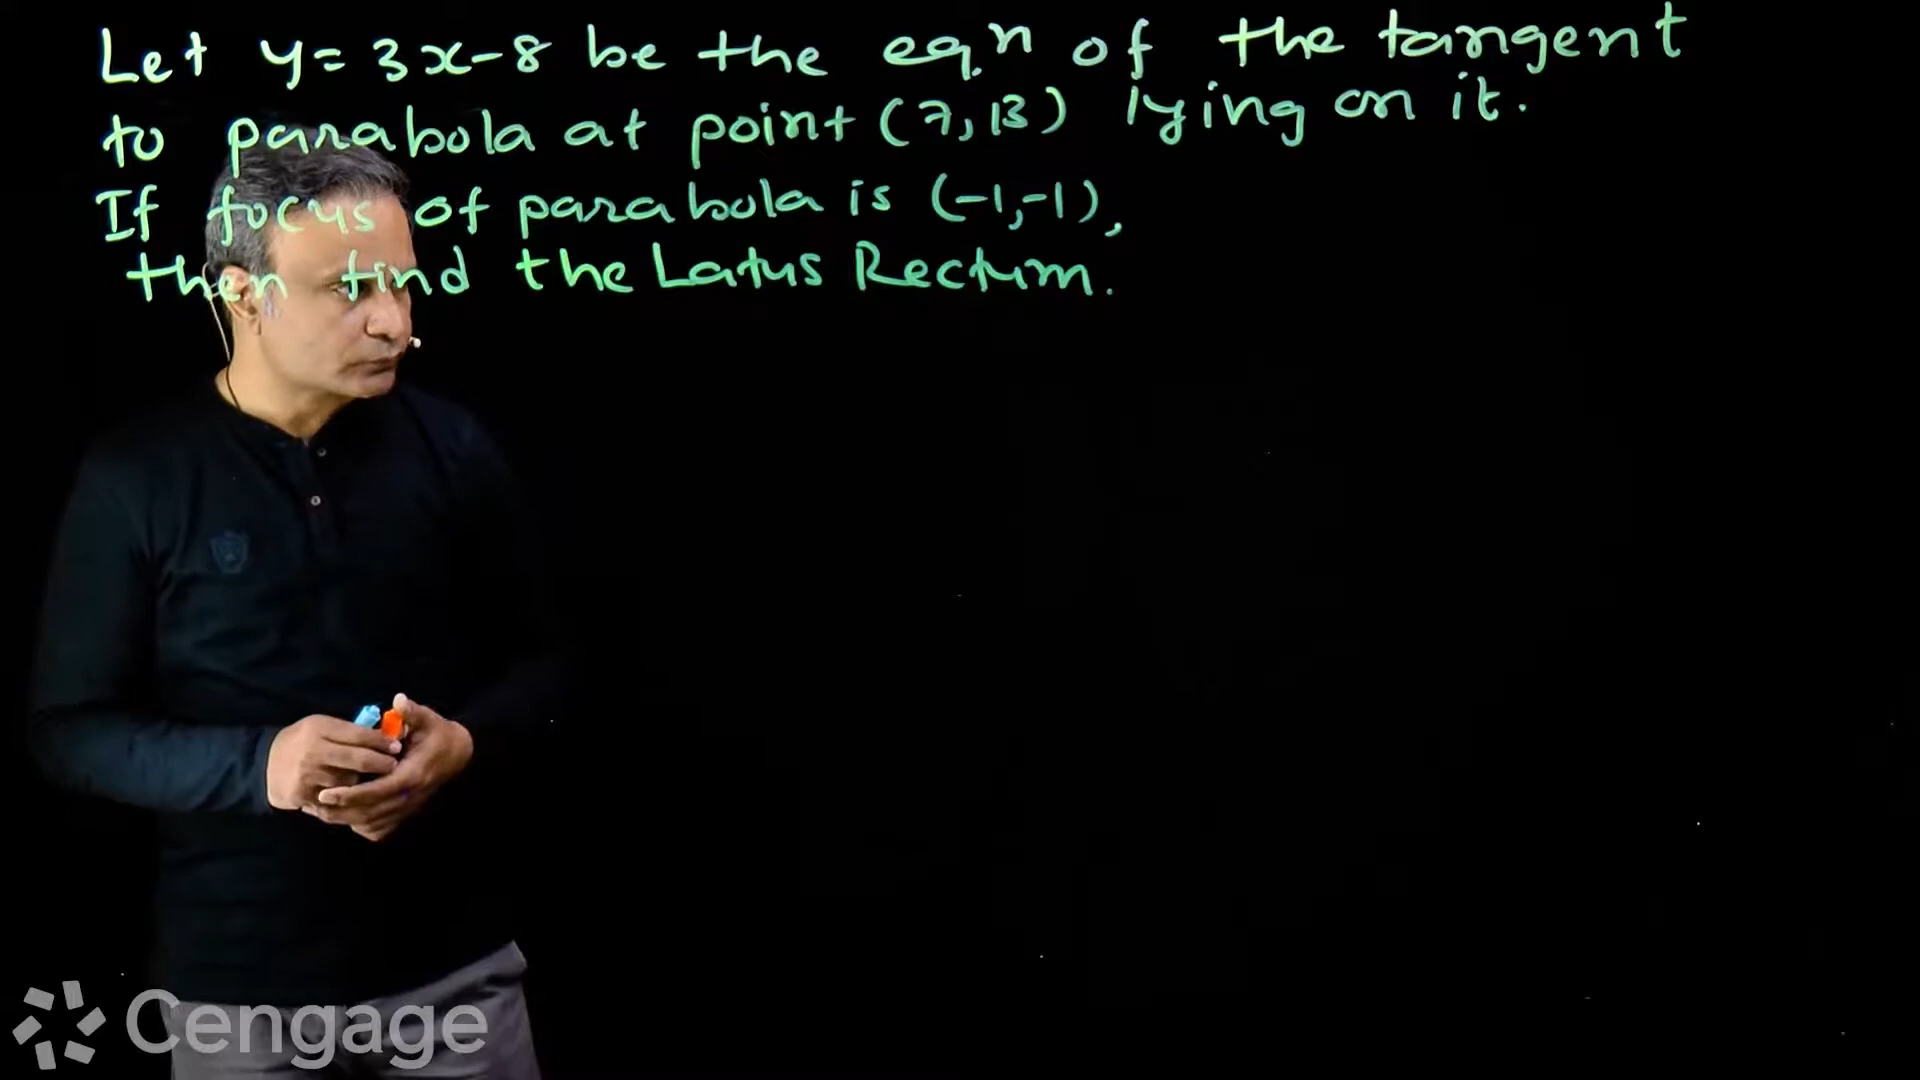 Let y=3x-8 be the eq.n of the tangent
to parabola at point (7,13) lying on it.
If focus of parabola is (-1,-1),
then find the Latus Rectum.
Cengage